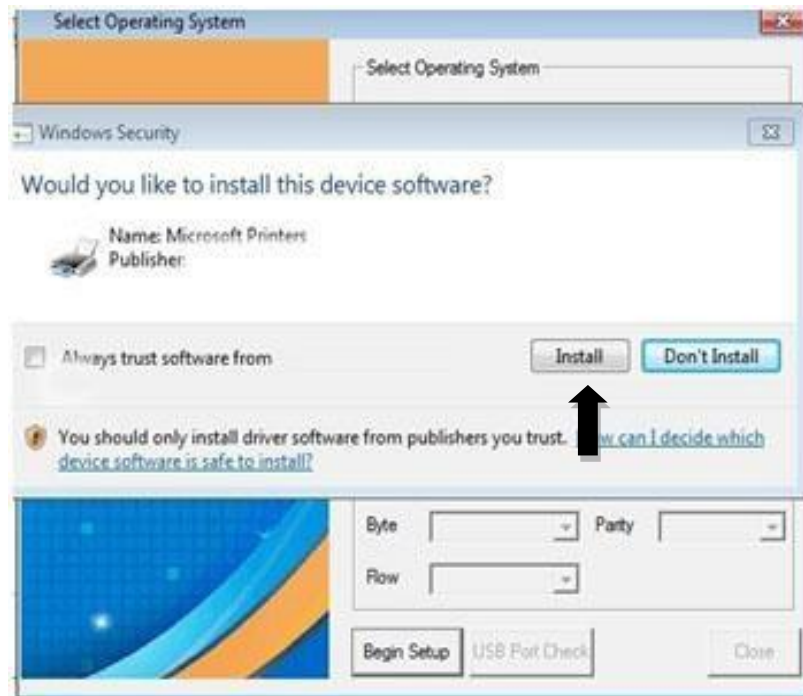 Select Operating System
Select Operating System
Windows Security
Would you like to install this device software?
Name: Microsoft Printers
Publisher:
Always trust software from
Install
Don't Install
You should only install driver software from publishers you trust. can I decide which
device software is safe to install?
Byte
Parity
Flow
Begin Setup
USB Port Check
Close